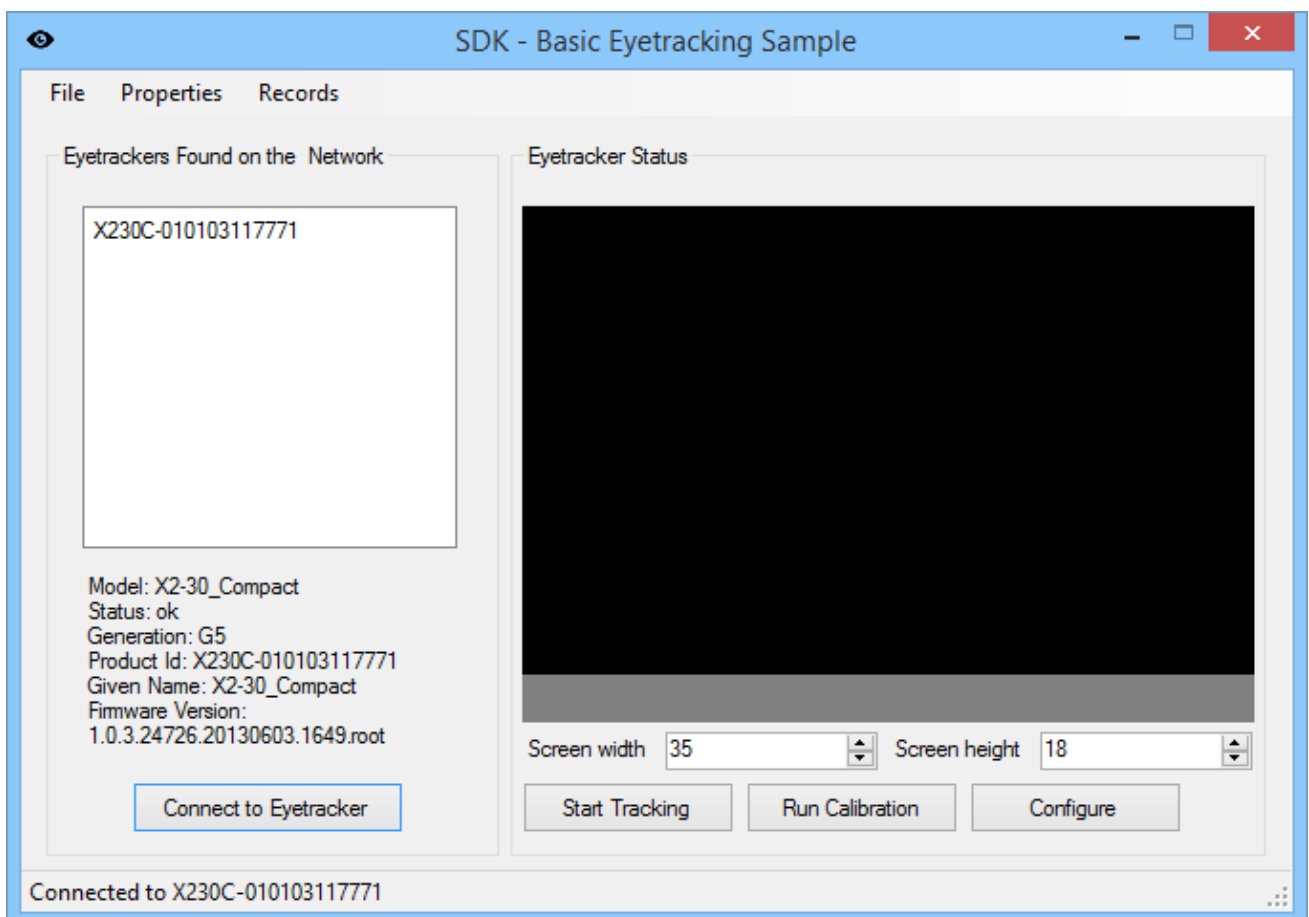 SDK - Basic Eyetracking Sample
File Properties Records
Eyetrackers Found on the Network
X230C-010103117771
Model: X2-30_Compact
Status: ok
Generation: G5
Product Id: X230C-010103117771
Given Name: X2-30_Compact
Firmware Version:
1.0.3.24726.20130603.1649.root
Connect to Eyetracker
Eyetracker Status
Screen width 35 Screen height 18
Start Tracking Run Calibration Configure
Connected to X230C-010103117771